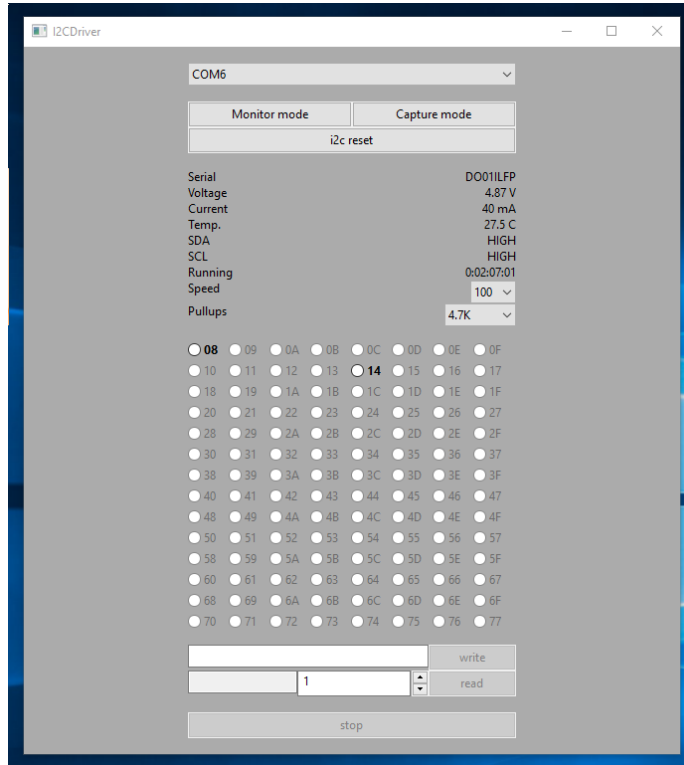 I2CDriver
COM6
Monitor mode Capture mode
i2c reset
Serial DO01ILFP
Voltage 4.87 V
Current 40 mA
Temp. 27.5 C
SDA HIGH
SCL HIGH
Running 0:02:07:01
Speed 100
Pullups 4.7K
08 09 0A 0B 0C 0D 0E 0F
10 11 12 13 14 15 16 17
18 19 1A 1B 1C 1D 1E 1F
20 21 22 23 24 25 26 27
28 29 2A 2B 2C 2D 2E 2F
30 31 32 33 34 35 36 37
38 39 3A 3B 3C 3D 3E 3F
40 41 42 43 44 45 46 47
48 49 4A 4B 4C 4D 4E 4F
50 51 52 53 54 55 56 57
58 59 5A 5B 5C 5D 5E 5F
60 61 62 63 64 65 66 67
68 69 6A 6B 6C 6D 6E 6F
70 71 72 73 74 75 76 77
write
1 read
stop